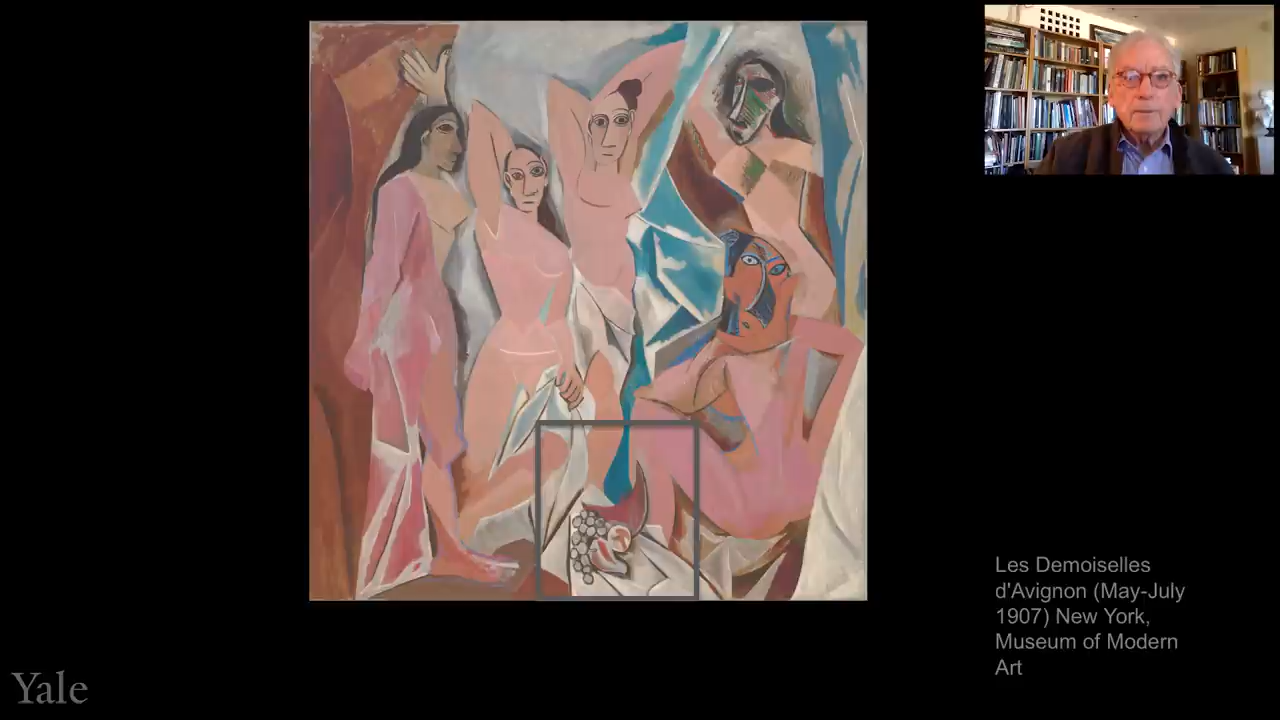 Les Demoiselles
d'Avignon (May-July
1907) New York,
Museum of Modern
Art
Yale